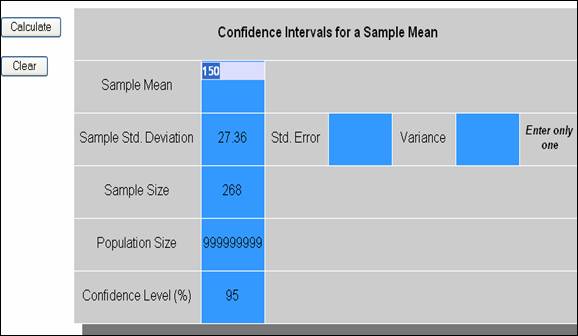 Calculate
Clear
Confidence Intervals for a Sample Mean
Sample Mean 150
Sample Std. Deviation 27.36 Std. Error Variance Enter only one
Sample Size 268
Population Size 999999999
Confidence Level (%) 95